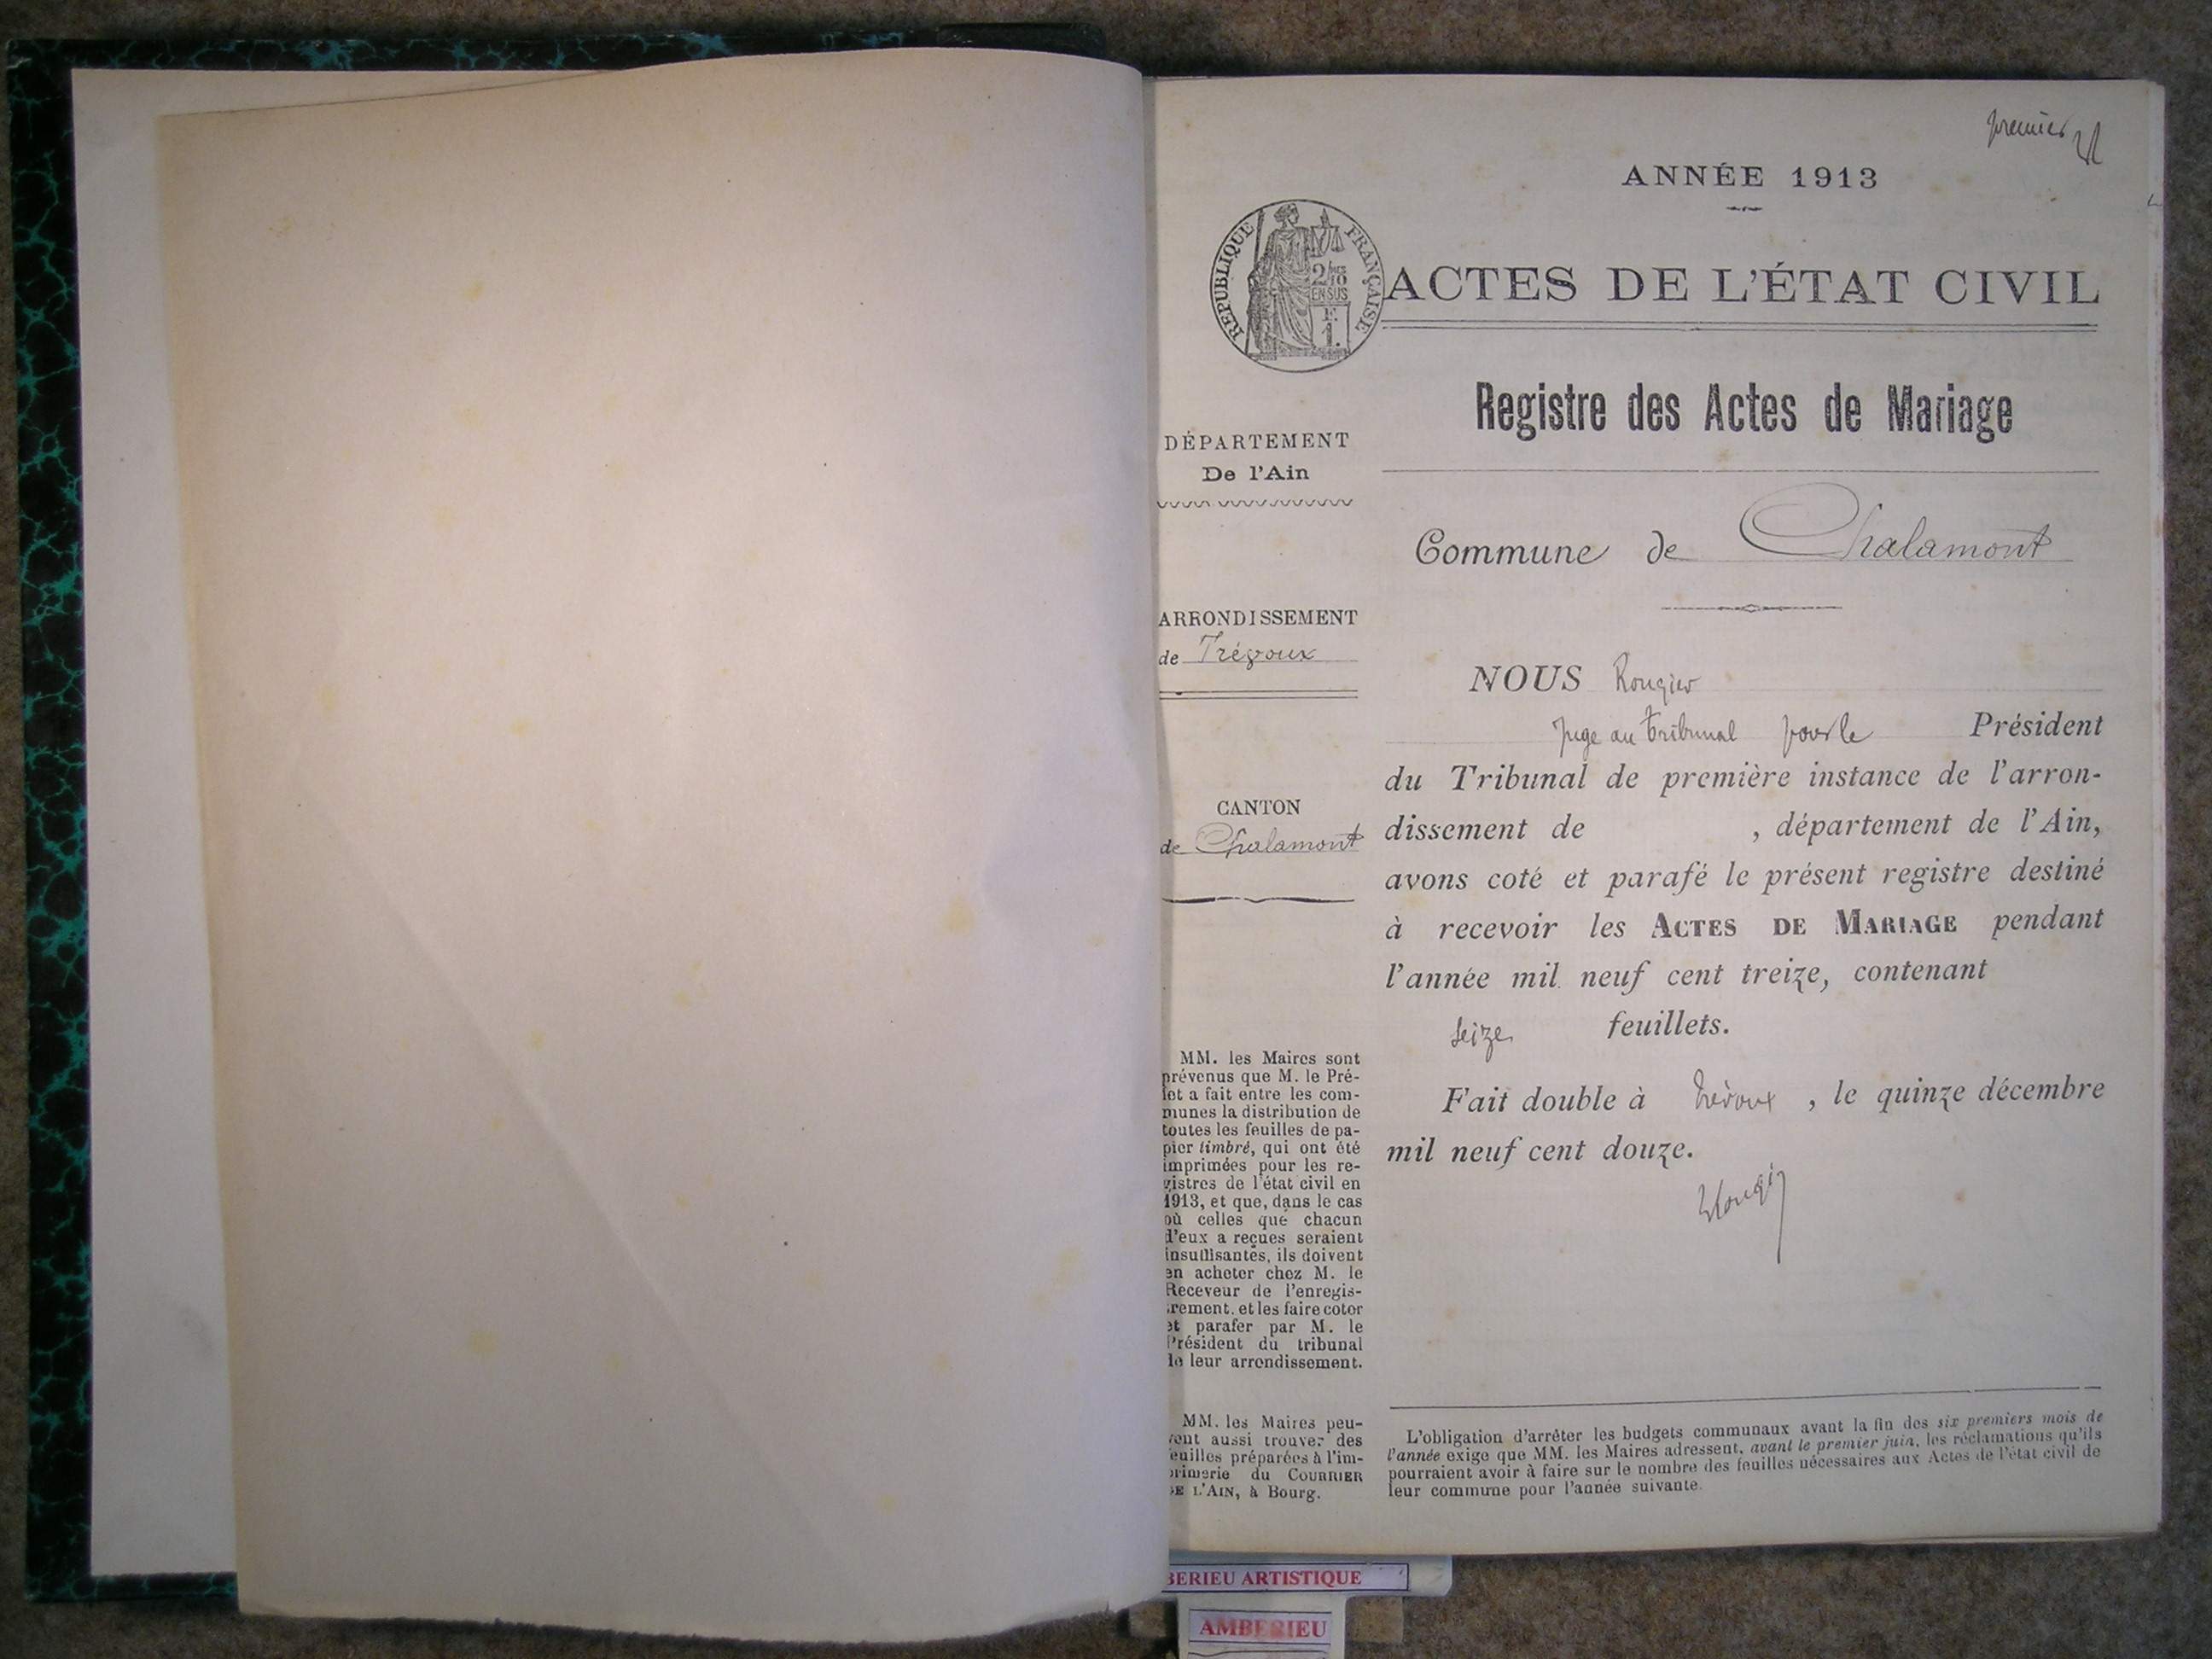 premier
ANNÉE 1913
RÉPUBLIQUE FRANÇAISE
2/10
EN SUS
F.
1.
ACTES DE L'ÉTAT CIVIL
Registre des Actes de Mariage
DÉPARTEMENT
De l'Ain
Commune de Chalamont
ARRONDISSEMENT
de Trévoux
CANTON
de Chalamont
NOUS Rougier
Juge au tribunal pour le Président
du Tribunal de première instance de l'arron-
dissement de , département de l'Ain,
avons coté et parafé le présent registre destiné
à recevoir les ACTES DE MARIAGE pendant
l'année mil neuf cent treize, contenant
seize feuillets.
Fait double à Trévoux , le quinze décembre
mil neuf cent douze.
Rougier
MM. les Maires sont
prévenus que M. le Pré-
fet a fait entre les com-
munes la distribution de
toutes les feuilles de pa-
pier timbré, qui ont été
imprimées pour les re-
gistres de l'état civil en
1913, et que, dans le cas
où celles que chacun
d'eux a reçues seraient
insuffisantes, ils doivent
en acheter chez M. le
Receveur de l'enregis-
trement, et les faire coter
et parafer par M. le
Président du tribunal
de leur arrondissement.
MM. les Maires peu-
vent aussi trouver des
feuilles préparées à l'im-
primerie du COURRIER
DE L'AIN, à Bourg.
L'obligation d'arrêter les budgets communaux avant la fin des six premiers mois de
l'année exige que MM. les Maires adressent, avant le premier juin, les réclamations qu'ils
pourraient avoir à faire sur le nombre des feuilles nécessaires aux Actes de l'état civil de
leur commune pour l'année suivante.
BERIEU ARTISTIQUE
AMBERIEU